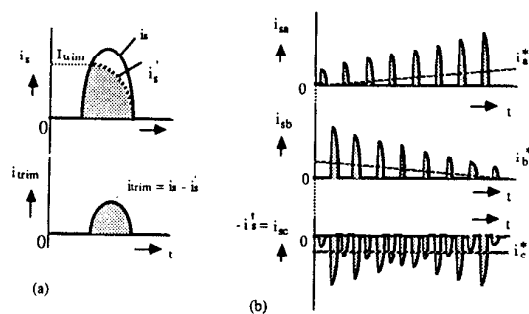 is
Itrim
is
is'
0
itrim
itrim = is - is'
0
t
(a)
isa
ia*
0
t
isb
ib*
0
t
t
- is† = isc
0
ic*
(b)